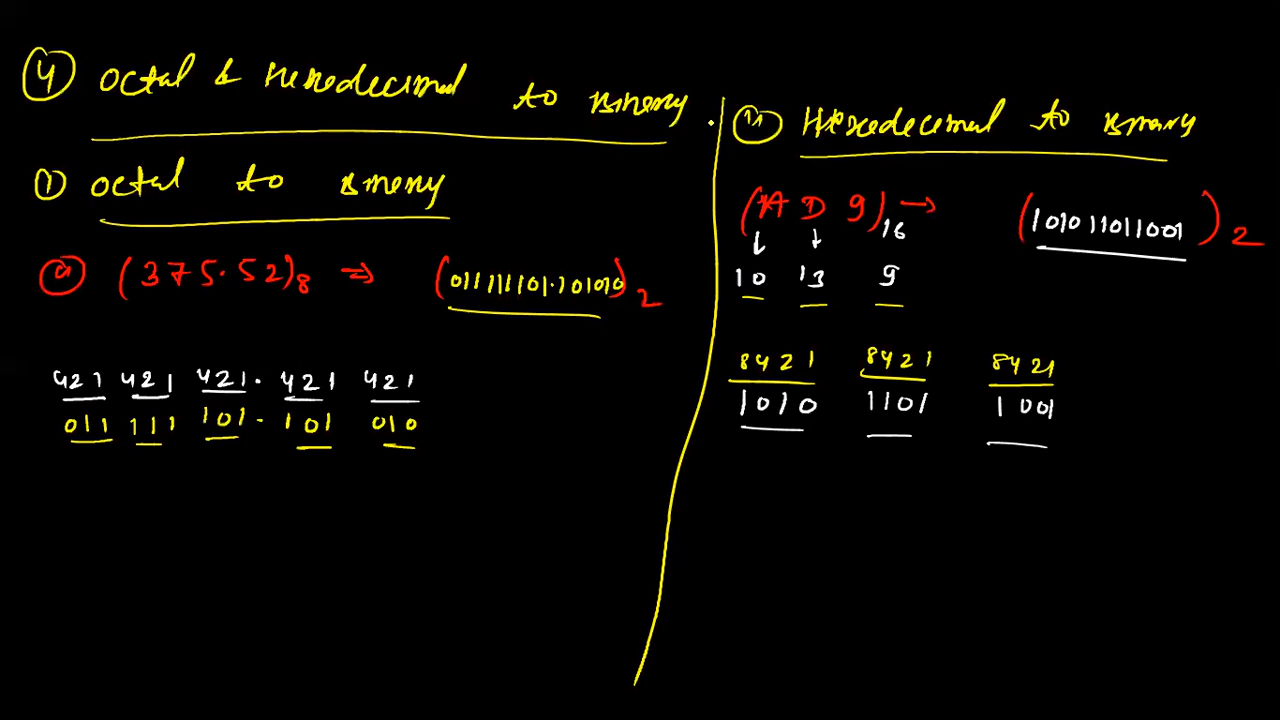 4 Octal & Hexadecimal to Binary
1 Octal to Binary
a (375.52)8 ⇒ (011111101.101010)2
421 421 421. 421 421
011 111 101. 101 010
ii Hexadecimal to Binary
(A D 9)16 → (101011011001)2
↓ ↓
10 13 9
8421 8421 8421
1010 1101 1001